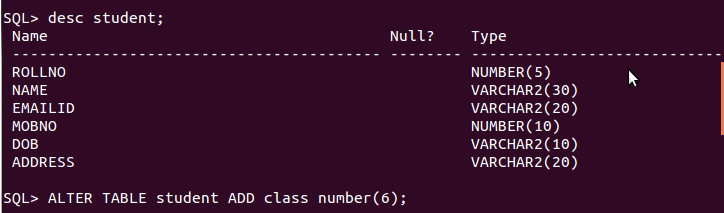 SQL> desc student;
Name Null? Type
----------------------------------------- -------- ----------------------------
ROLLNO NUMBER(5)
NAME VARCHAR2(30)
EMAILID VARCHAR2(20)
MOBNO NUMBER(10)
DOB VARCHAR2(10)
ADDRESS VARCHAR2(20)
SQL> ALTER TABLE student ADD class number(6);